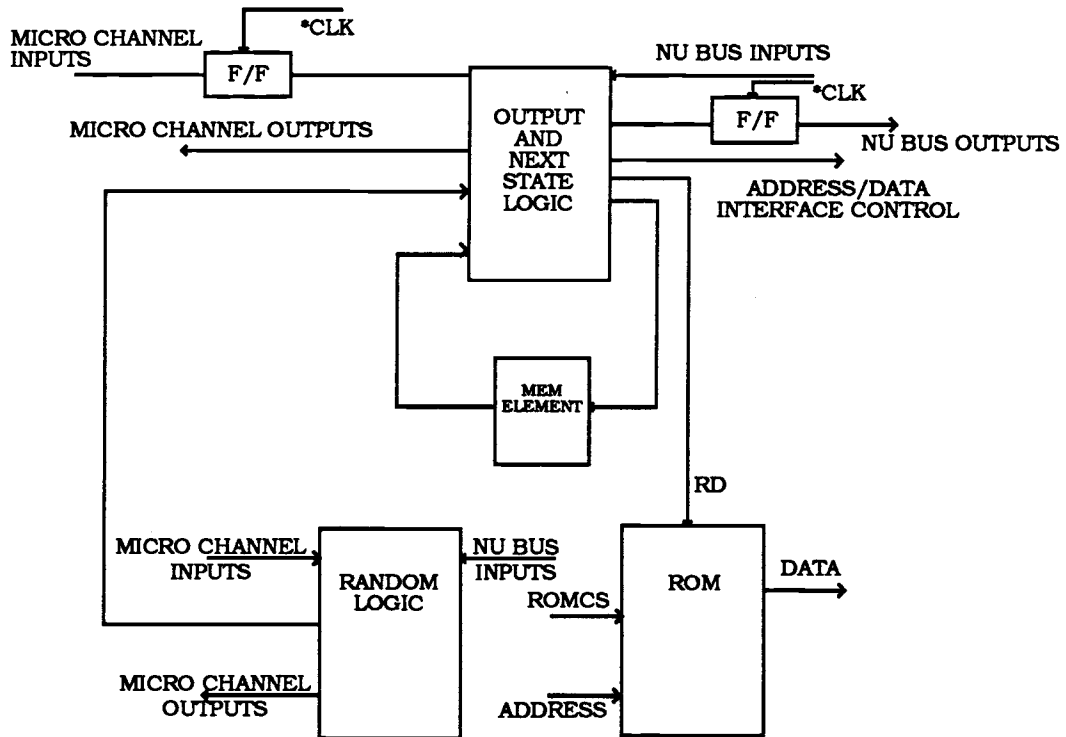 *CLK
MICRO CHANNEL
INPUTS
F/F
NU BUS INPUTS
*CLK
F/F
MICRO CHANNEL OUTPUTS
OUTPUT
AND
NEXT
STATE
LOGIC
NU BUS OUTPUTS
ADDRESS/DATA
INTERFACE CONTROL
MEM
ELEMENT
RD
MICRO CHANNEL
INPUTS
NU BUS
INPUTS
RANDOM
LOGIC
ROM
DATA
ROMCS
MICRO CHANNEL
OUTPUTS
ADDRESS